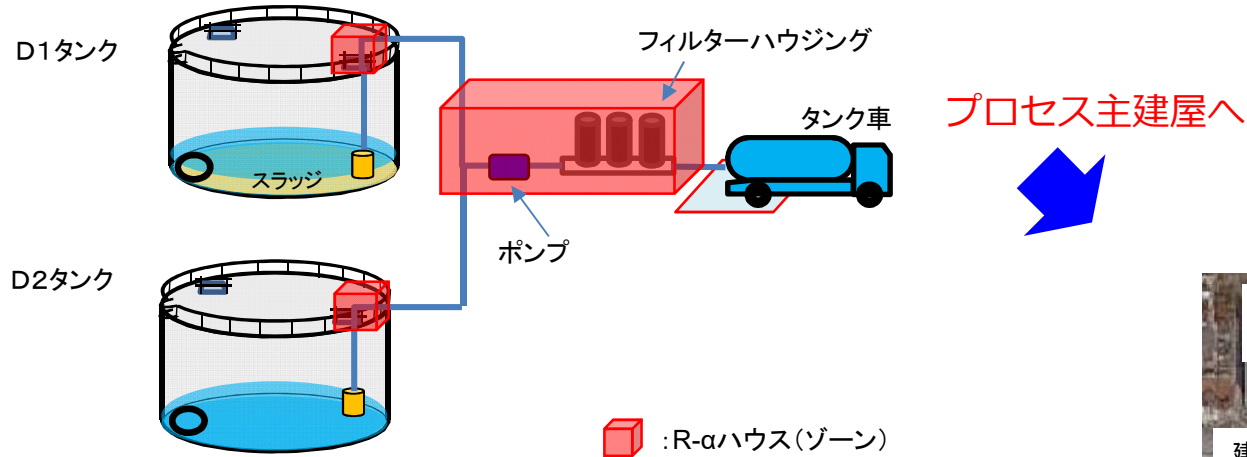 D1タンク
フィルターハウジング
タンク車
プロセス主建屋へ
スラッジ
ポンプ
D2タンク
:R-αハウス(ゾーン)
建